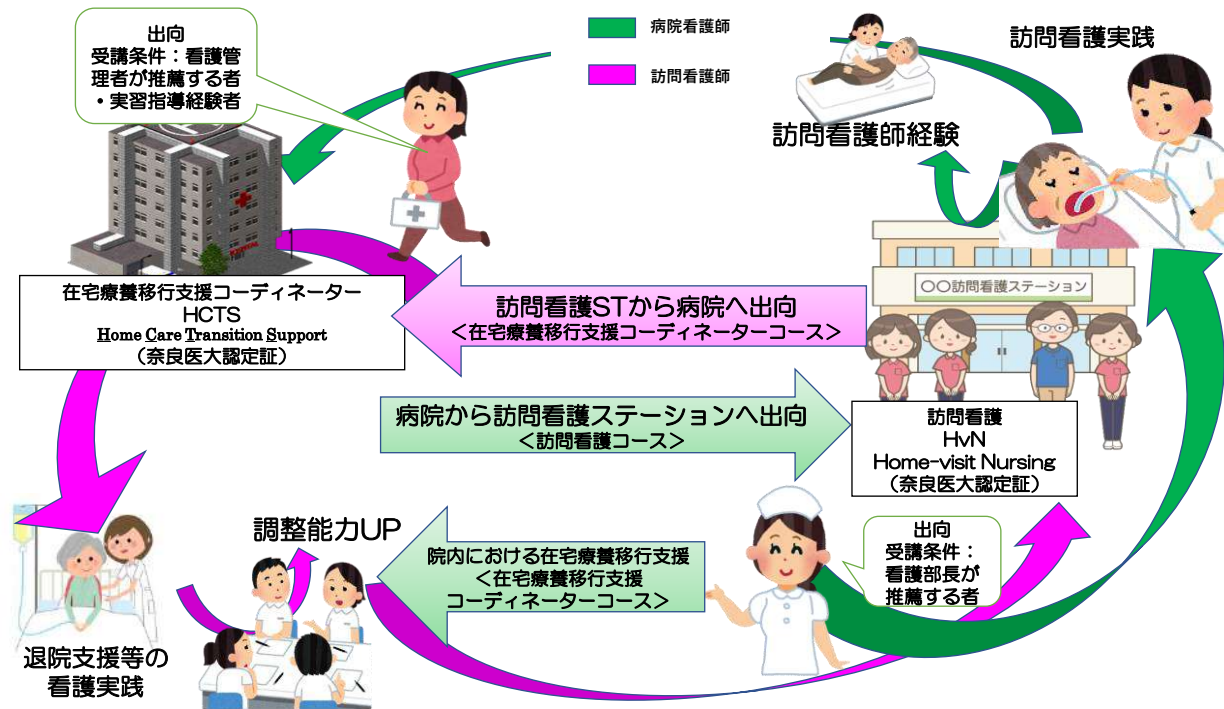 出向
受講条件：看護管
理者が推薦する者
・実習指導経験者
病院看護師
訪問看護師
訪問看護実践
訪問看護師経験
〇〇訪問看護ステーション
在宅療養移行支援コーディネーター
HCTS
Home Care Transition Support
（奈良医大認定証）
訪問看護STから病院へ出向
＜在宅療養移行支援コーディネーターコース＞
病院から訪問看護ステーションへ出向
＜訪問看護コース＞
訪問看護
HvN
Home-visit Nursing
（奈良医大認定証）
調整能力UP
院内における在宅療養移行支援
＜在宅療養移行支援
コーディネーターコース＞
出向
受講条件：
看護部長が
推薦する者
退院支援等の
看護実践